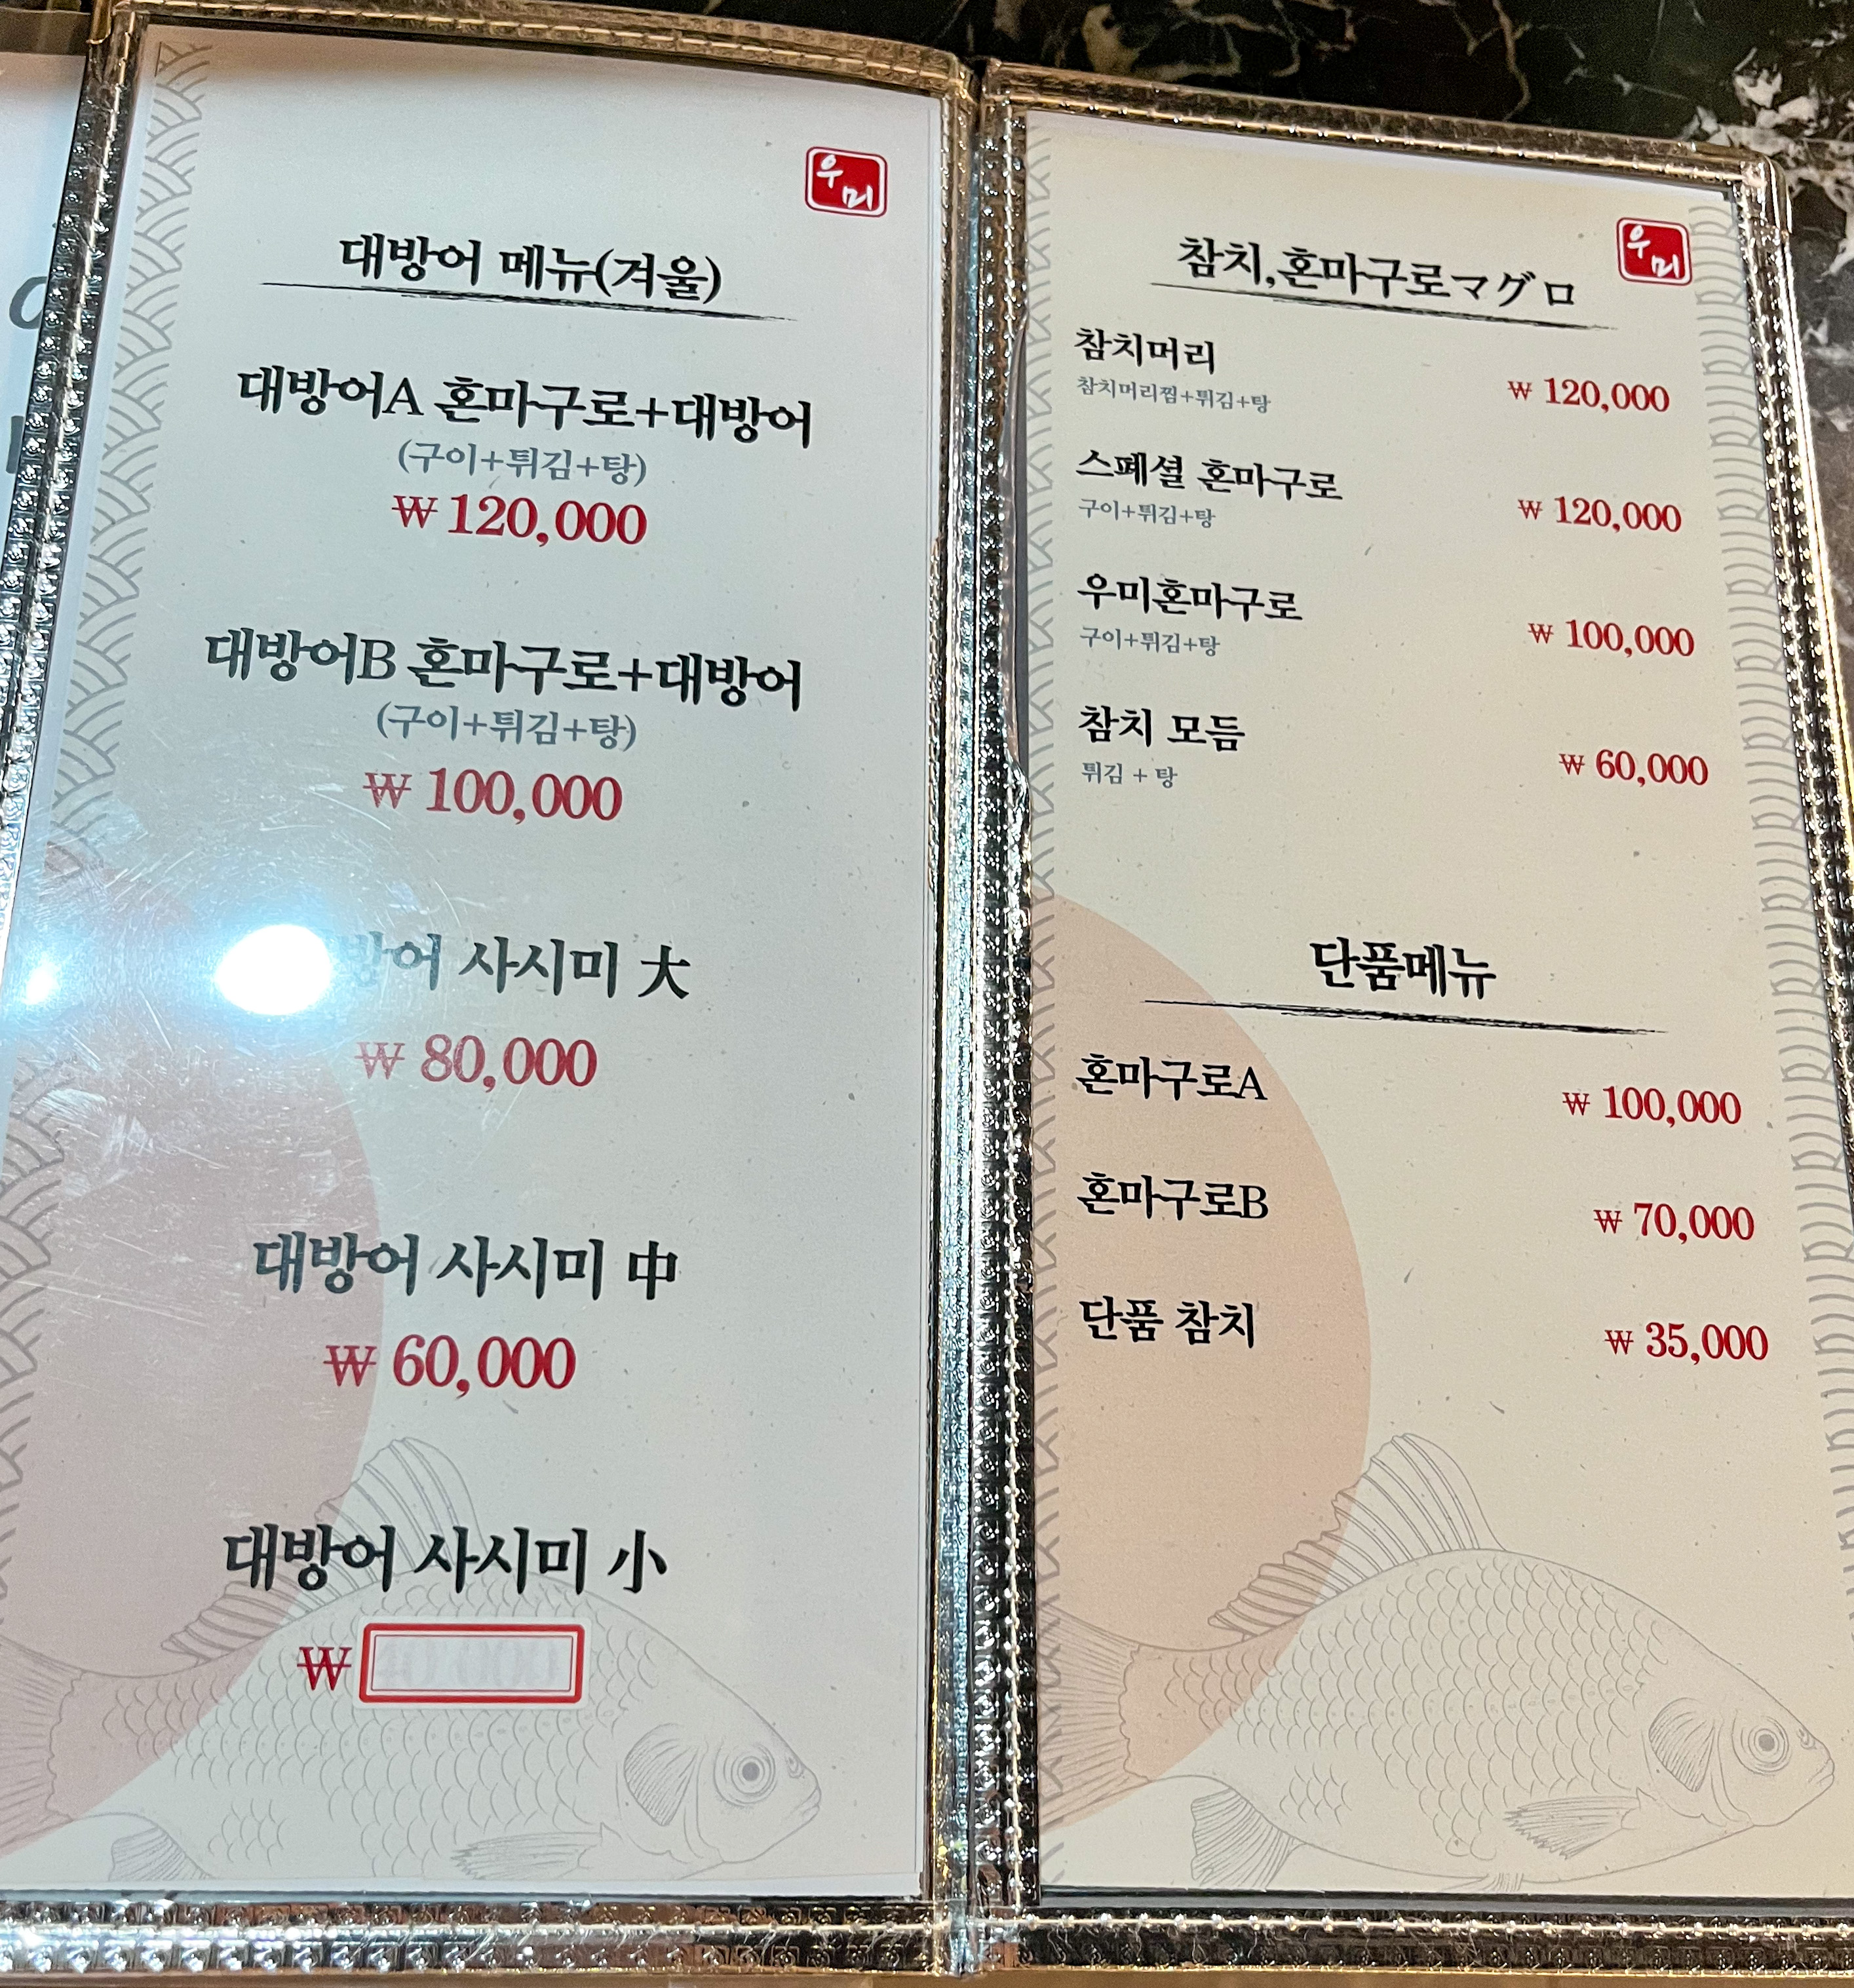 우미
대방어 메뉴(겨울)
대방어A 혼마구로+대방어
(구이+튀김+탕)
₩ 120,000
대방어B 혼마구로+대방어
(구이+튀김+탕)
₩ 100,000
사시미 大
₩ 80,000
대방어 사시미 中
₩ 60,000
대방어 사시미 小
₩
우미
참치,혼마구로マグロ
참치머리
참치머리찜+튀김+탕
₩ 120,000
스페셜 혼마구로
구이+튀김+탕
₩ 120,000
우미혼마구로
구이+튀김+탕
₩ 100,000
참치 모듬
튀김 + 탕
₩ 60,000
단품메뉴
혼마구로A
₩ 100,000
혼마구로B
₩ 70,000
단품 참치
₩ 35,000